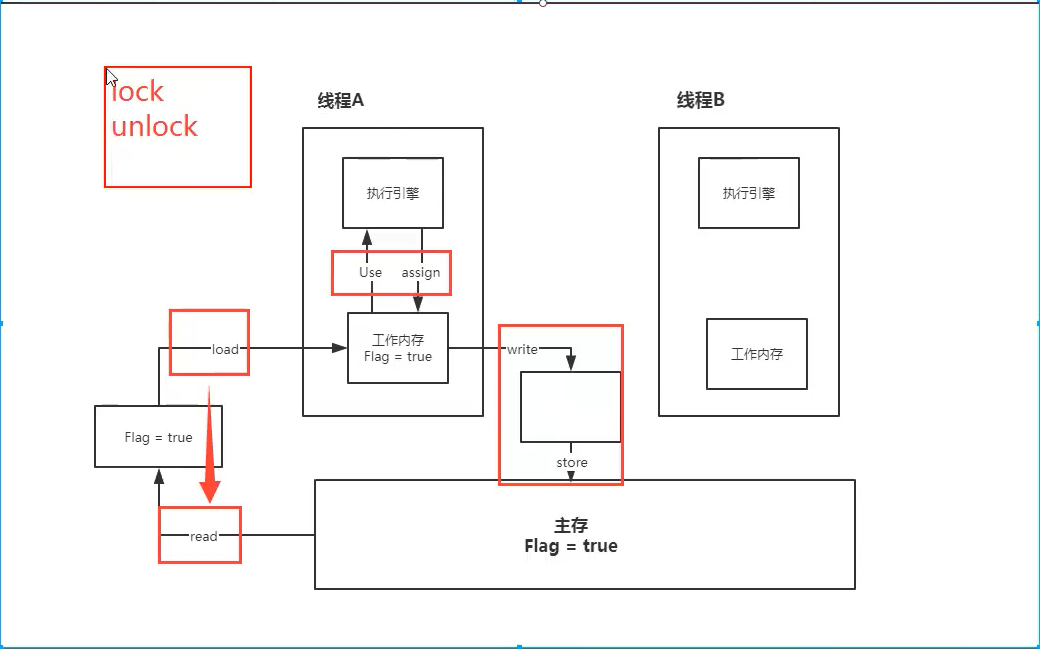 lock
unlock
线程A
线程B
执行引擎
执行引擎
Use
assign
工作内存
Flag = true
load
write
工作内存
Flag = true
store
read
主存
Flag = true